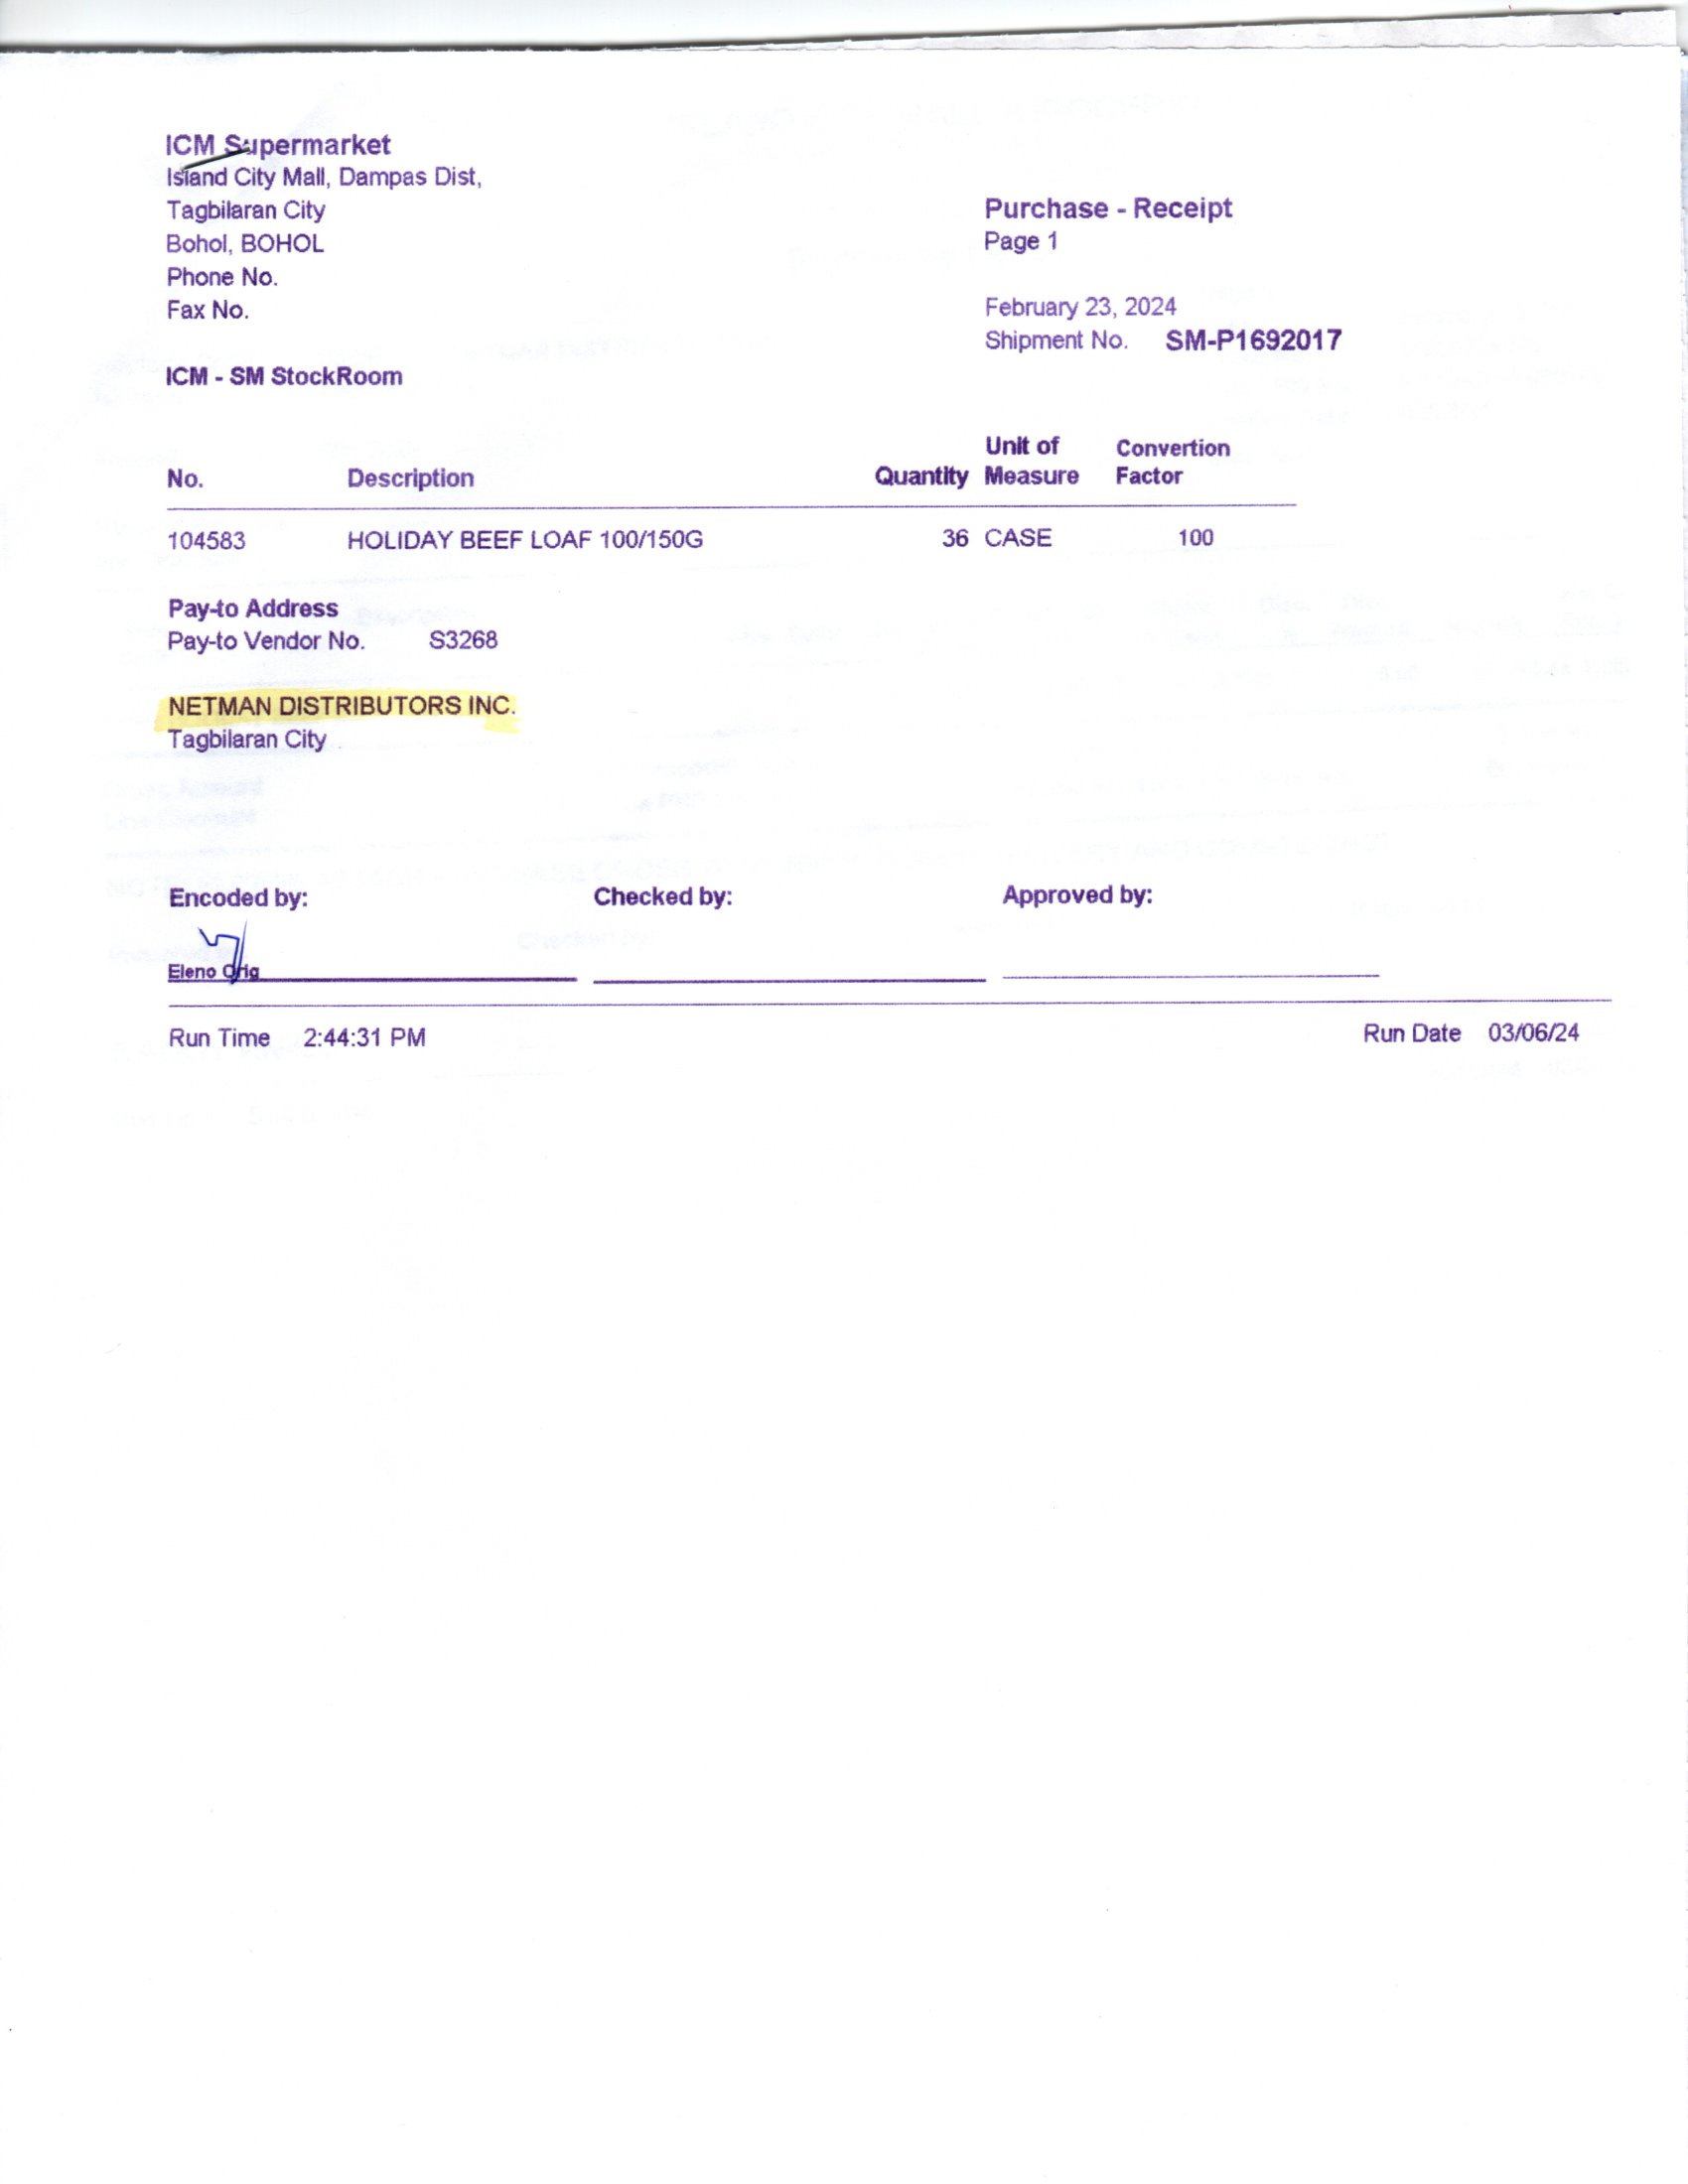 ICM Supermarket
Island City Mall, Dampas Dist,
Tagbilaran City
Bohol, BOHOL
Phone No.
Fax No.
Purchase - Receipt
Page 1
February 23, 2024
Shipment No. SM-P1692017
ICM - SM StockRoom
No. Description Quantity Unit of Measure Convertion Factor
104583 HOLIDAY BEEF LOAF 100/150G 36 CASE 100
Pay-to Address
Pay-to Vendor No. S3268
NETMAN DISTRIBUTORS INC.
Tagbilaran City
Encoded by: Checked by: Approved by:
Eleno Orig
Run Time 2:44:31 PM Run Date 03/06/24